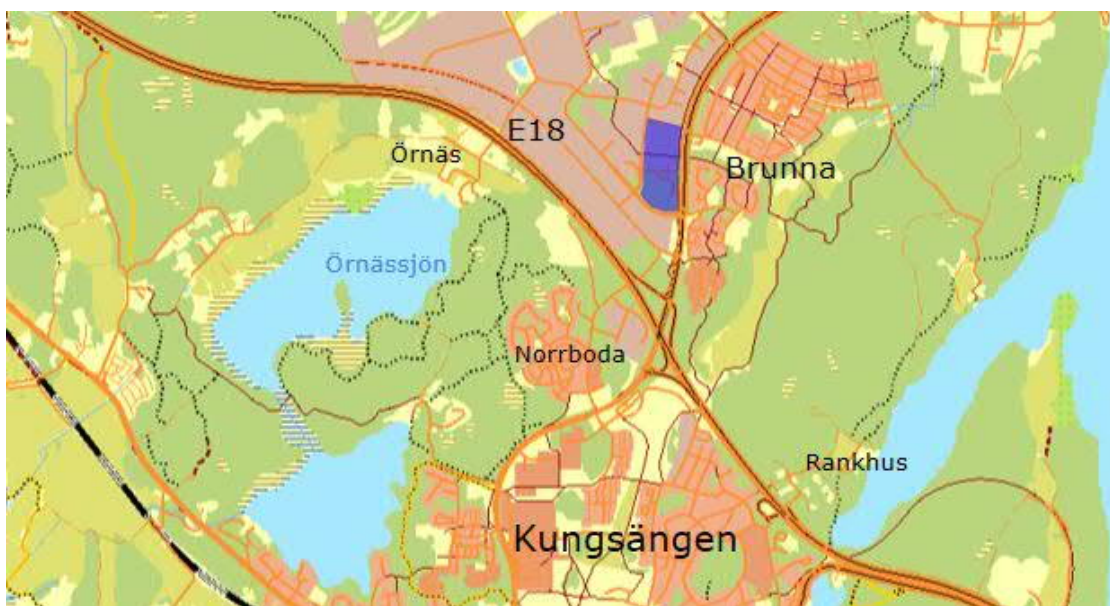 E18
Örnäs
Brunna
Örnässjön
Norrboda
Rankhus
Kungsängen